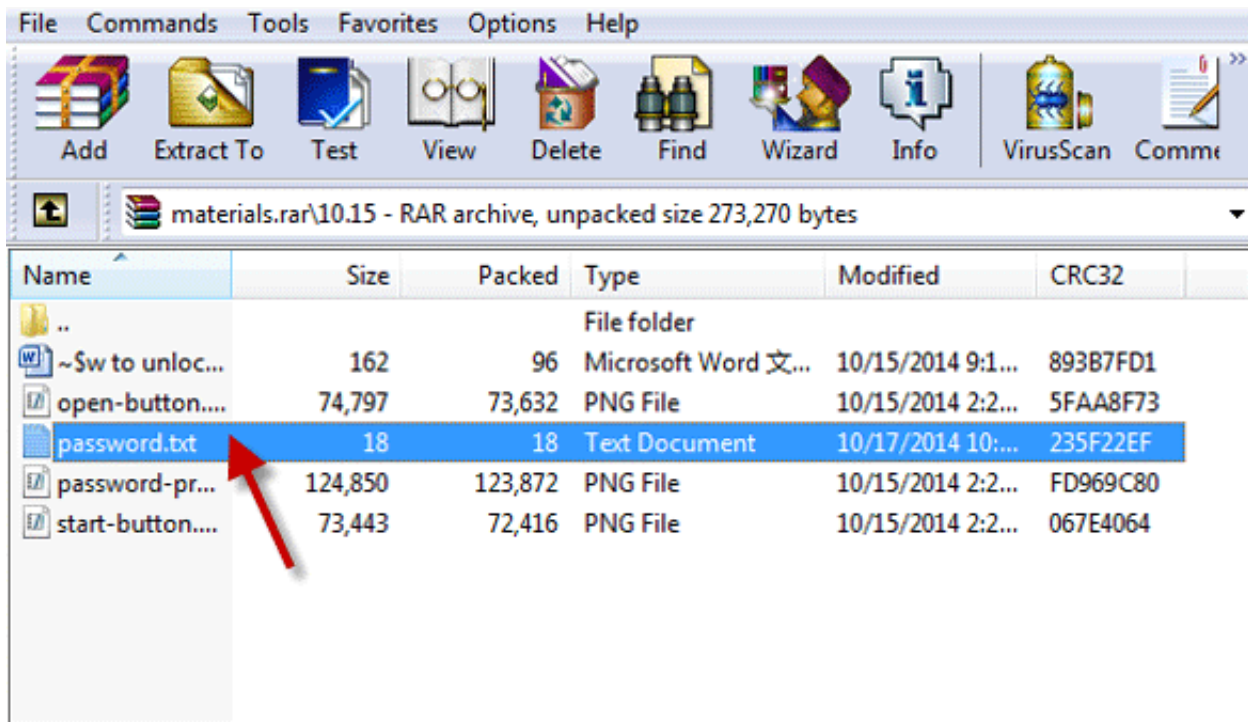 File Commands Tools Favorites Options Help
Add Extract To Test View Delete Find Wizard Info VirusScan Comme
materials.rar\10.15 - RAR archive, unpacked size 273,270 bytes
Name Size Packed Type Modified CRC32
.. File folder
~$w to unloc... 162 96 Microsoft Word 文... 10/15/2014 9:1... 893B7FD1
open-button.... 74,797 73,632 PNG File 10/15/2014 2:2... 5FAA8F73
password.txt 18 18 Text Document 10/17/2014 10:... 235F22EF
password-pr... 124,850 123,872 PNG File 10/15/2014 2:2... FD969C80
start-button.... 73,443 72,416 PNG File 10/15/2014 2:2... 067E4064